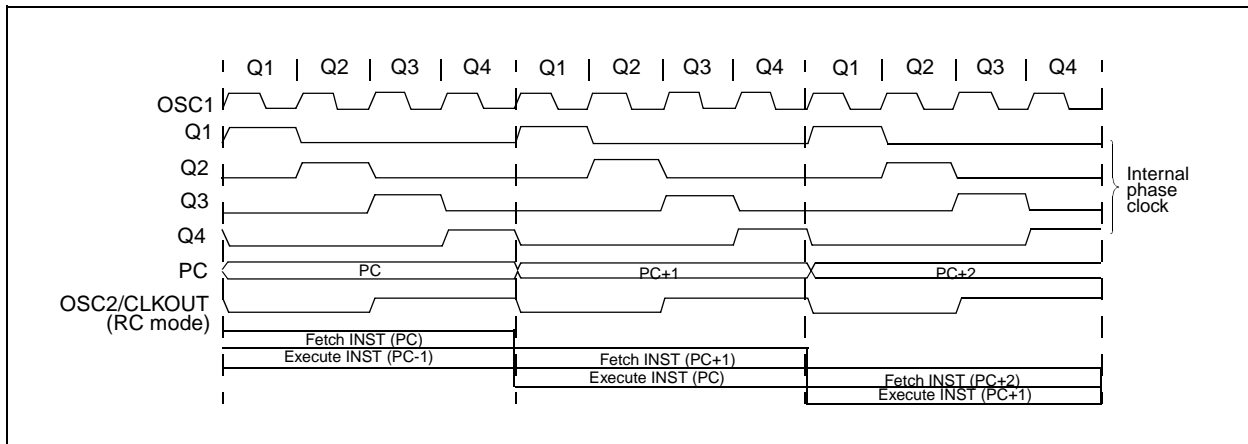 Q1 Q2 Q3 Q4 Q1 Q2 Q3 Q4 Q1 Q2 Q3 Q4
OSC1
Q1
Q2
Q3
Q4
Internal
phase
clock
PC
PC PC+1 PC+2
OSC2/CLKOUT
(RC mode)
Fetch INST (PC)
Execute INST (PC-1) Fetch INST (PC+1)
Execute INST (PC) Fetch INST (PC+2)
Execute INST (PC+1)